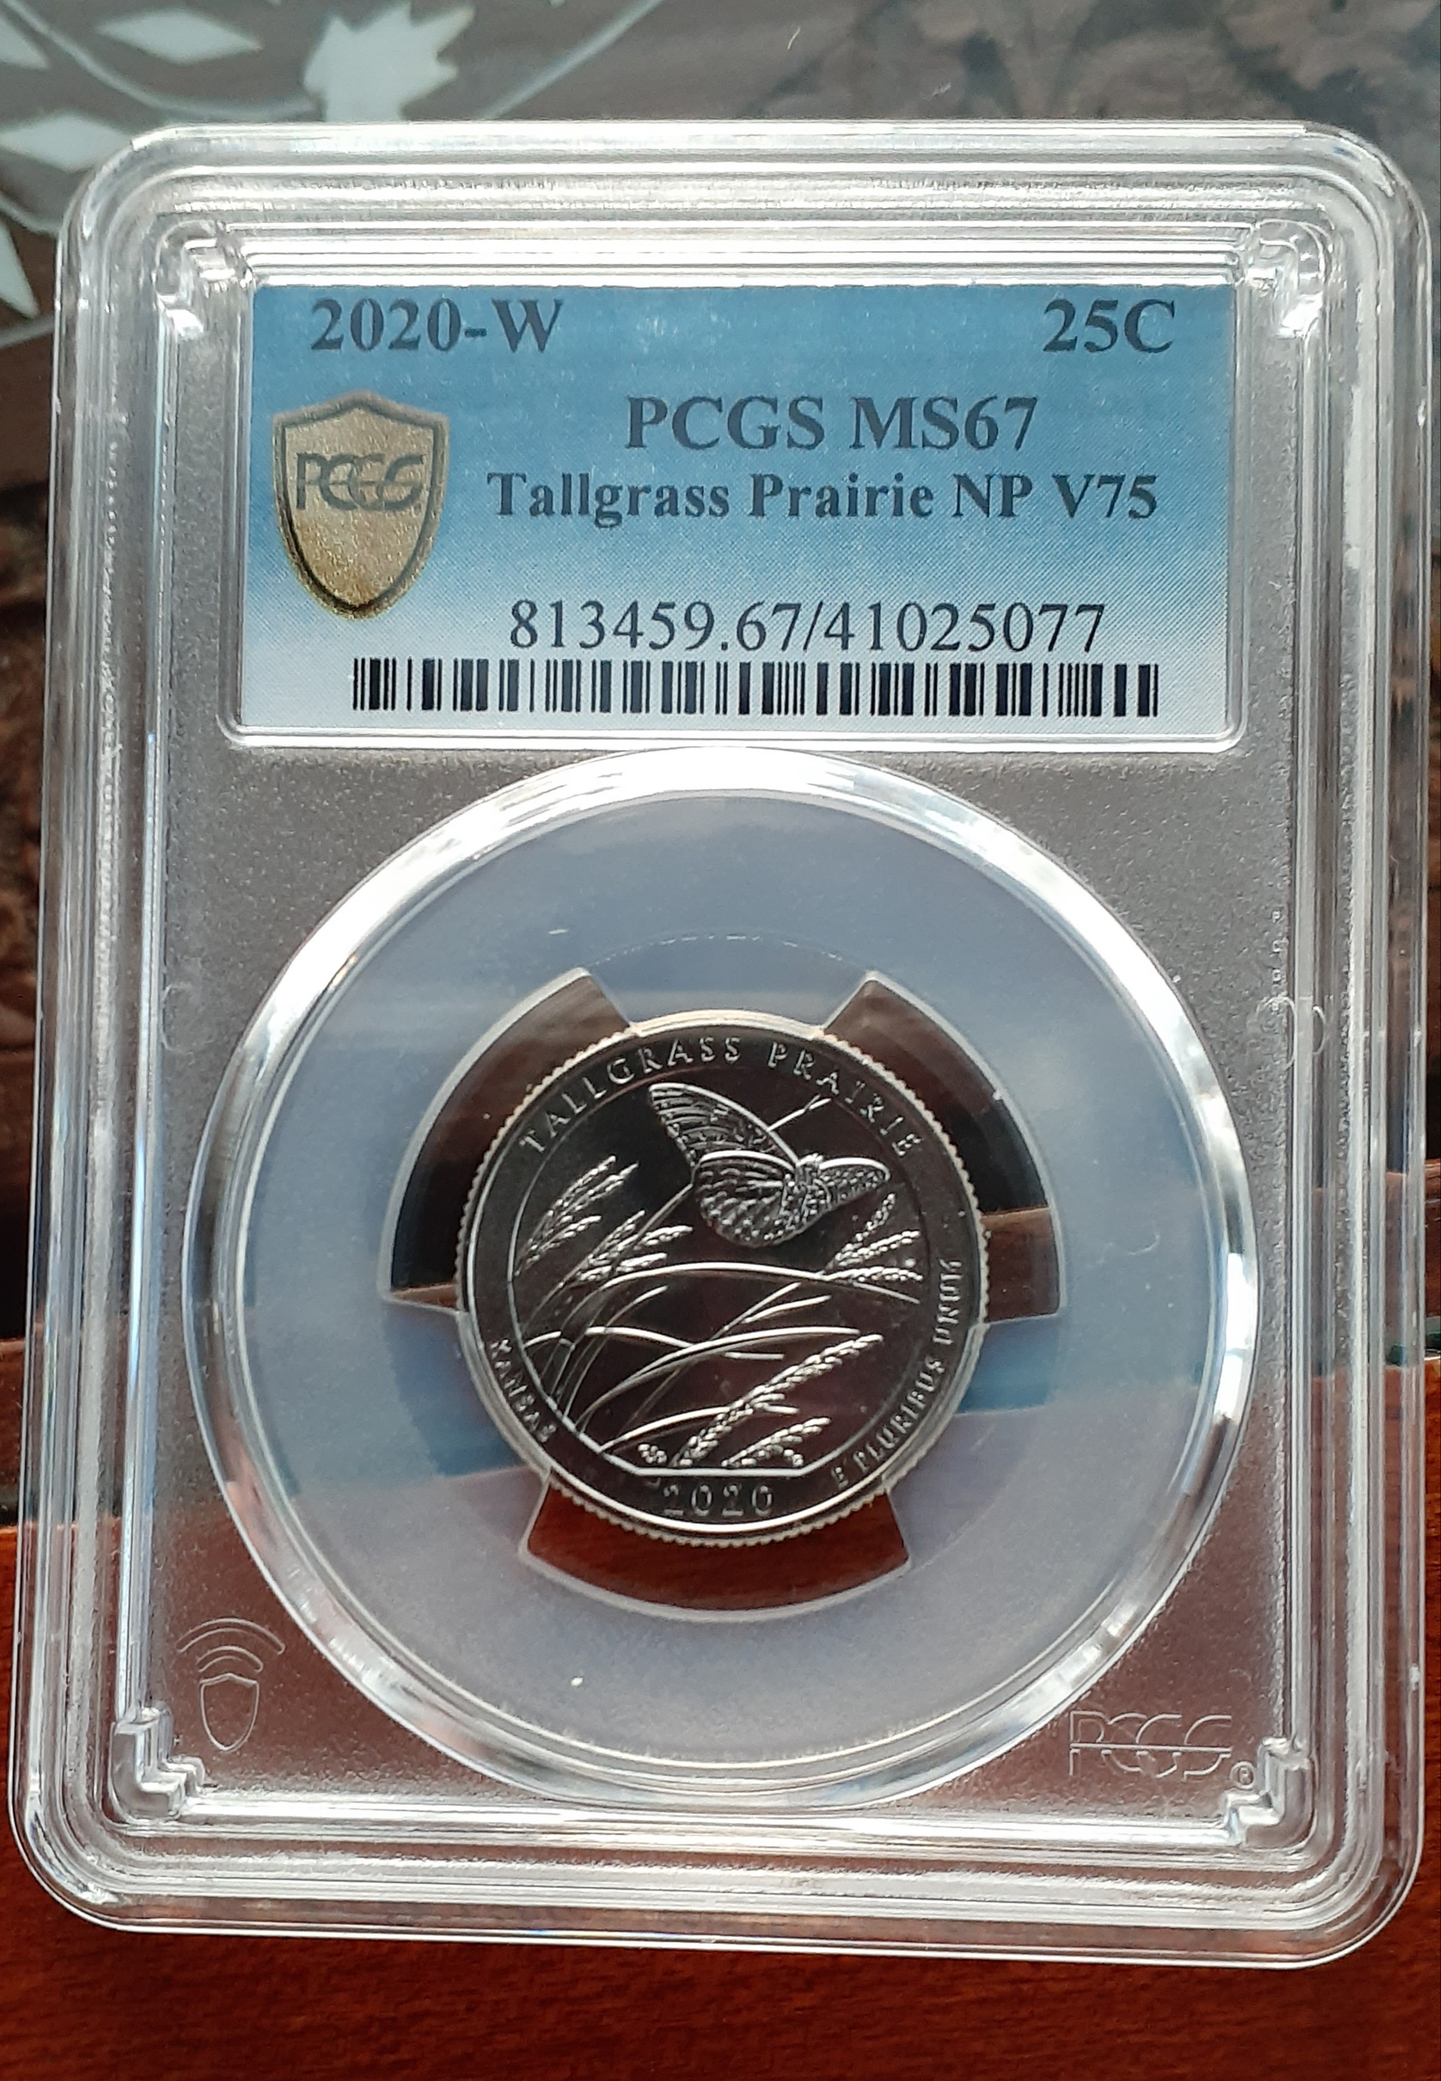 2020-W 25C
PCGS MS67
PCGS
Tallgrass Prairie NP V75
813459.67/41025077
TALLGRASS PRAIRIE
KANSAS
E PLURIBUS UNUM
2020
PCGS®